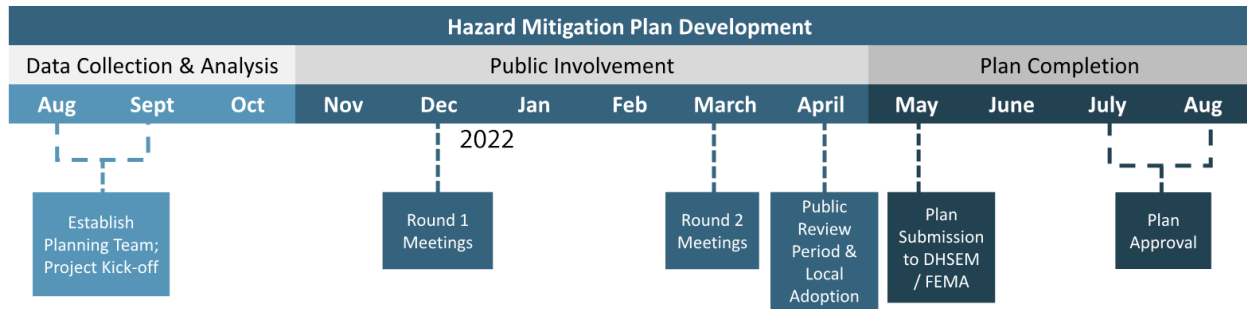 Hazard Mitigation Plan Development
Data Collection & Analysis Public Involvement Plan Completion
Aug Sept Oct Nov Dec Jan Feb March April May June July Aug
2022
Establish
Planning Team;
Project Kick-off
Round 1
Meetings
Round 2
Meetings
Public
Review
Period &
Local
Adoption
Plan
Submission
to DHSEM
/ FEMA
Plan
Approval